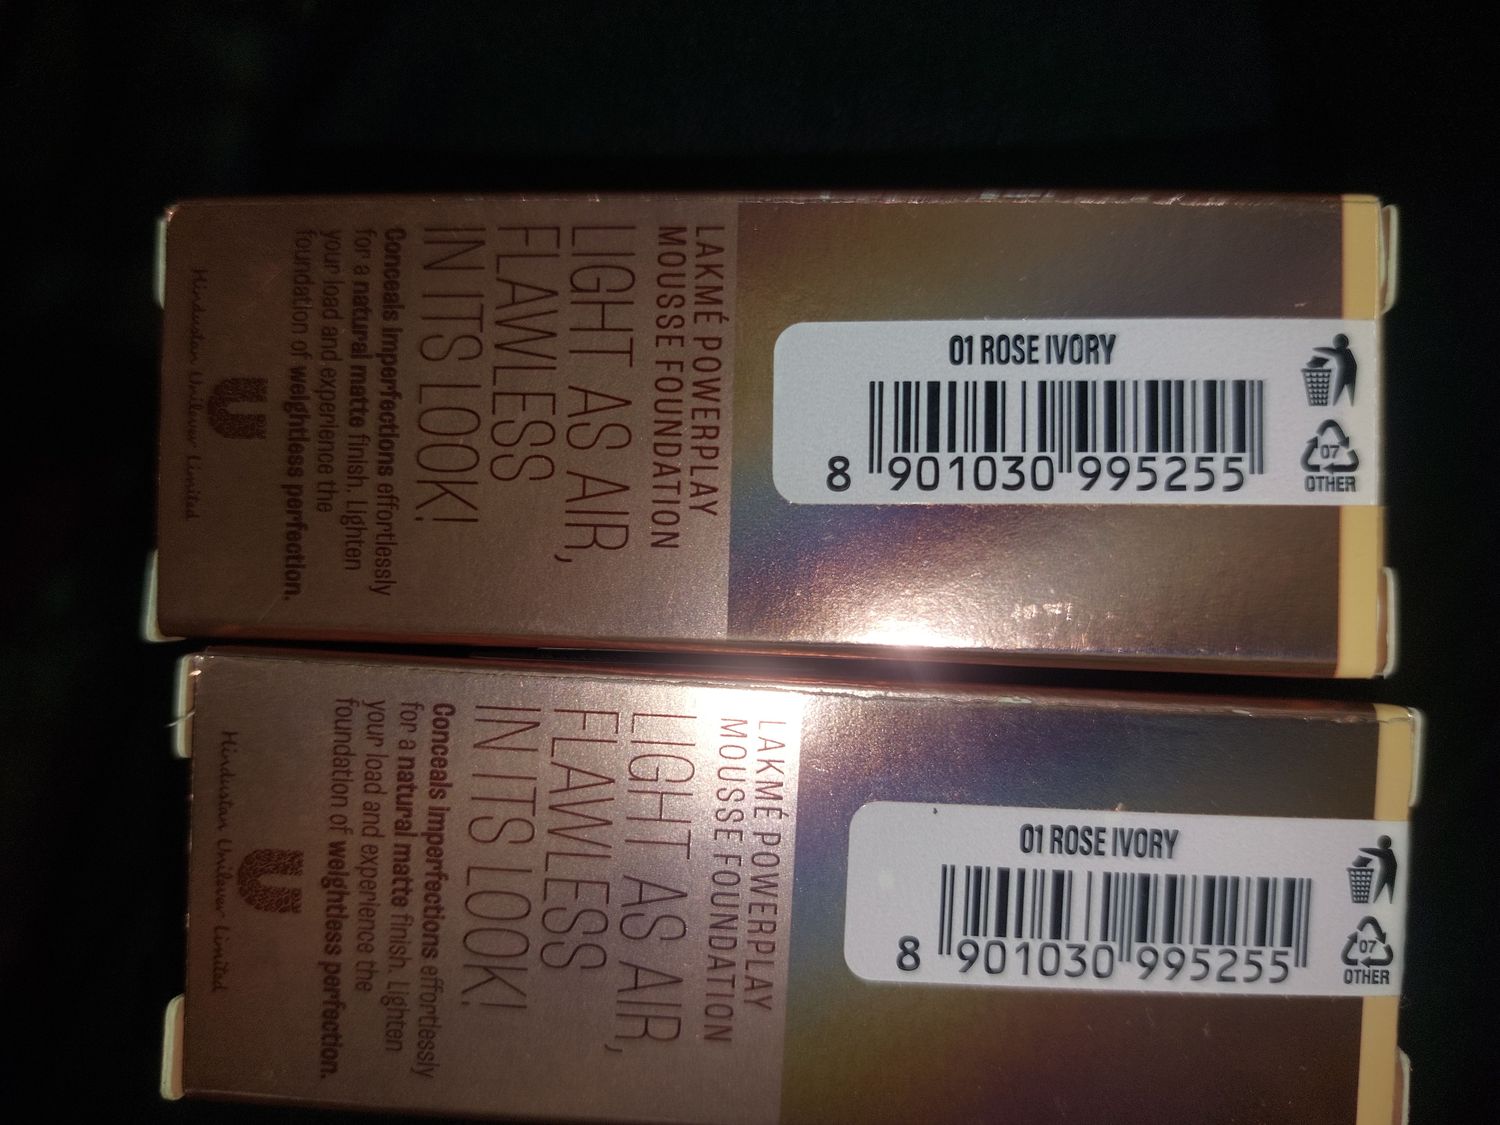 LAKMÉ POWERPLAY
MOUSSE FOUNDATION
LIGHT AS AIR,
FLAWLESS
IN ITS LOOK!
Conceals imperfections effortlessly
for a natural matte finish. Lighten
your load and experience the
foundation of weightless perfection.
Hindustan Unilever Limited
01 ROSE IVORY
8 901030 995255
07
OTHER
LAKMÉ POWERPLAY
MOUSSE FOUNDATION
LIGHT AS AIR,
FLAWLESS
IN ITS LOOK!
Conceals imperfections effortlessly
for a natural matte finish. Lighten
your load and experience the
foundation of weightless perfection.
Hindustan Unilever Limited
01 ROSE IVORY
8 901030 995255
07
OTHER